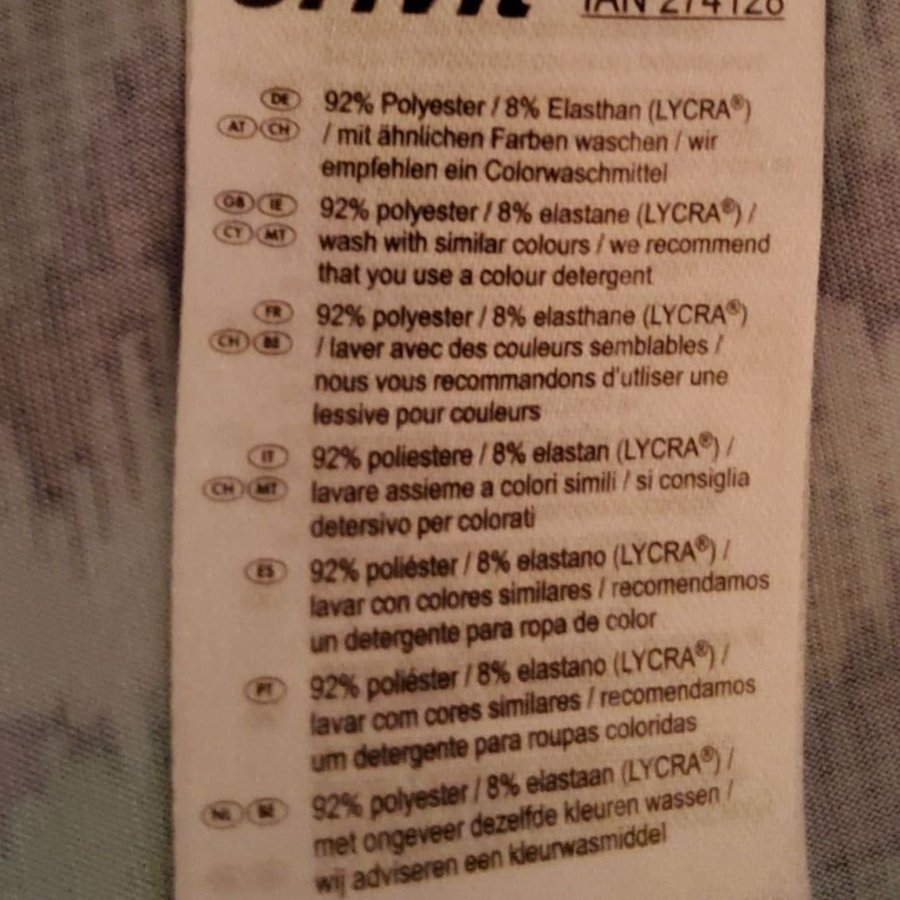 crivit IAN 274126
DE 92% Polyester / 8% Elasthan (LYCRA®)
AT CH / mit ähnlichen Farben waschen / wir
empfehlen ein Colorwaschmittel
GB IE 92% polyester / 8% elastane (LYCRA®) /
CY MT wash with similar colours / we recommend
that you use a colour detergent
FR 92% polyester / 8% elasthane (LYCRA®)
CH BE / laver avec des couleurs semblables /
nous vous recommandons d'utliser une
lessive pour couleurs
IT 92% poliestere / 8% elastan (LYCRA®) /
CH MT lavare assieme a colori simili / si consiglia
detersivo per colorati
ES 92% poliéster / 8% elastano (LYCRA®) /
lavar con colores similares / recomendamos
un detergente para ropa de color
PT 92% poliéster / 8% elastano (LYCRA®) /
lavar com cores similares / recomendamos
um detergente para roupas coloridas
NL BE 92% polyester / 8% elastaan (LYCRA®) /
met ongeveer dezelfde kleuren wassen /
wij adviseren een kleurwasmiddel